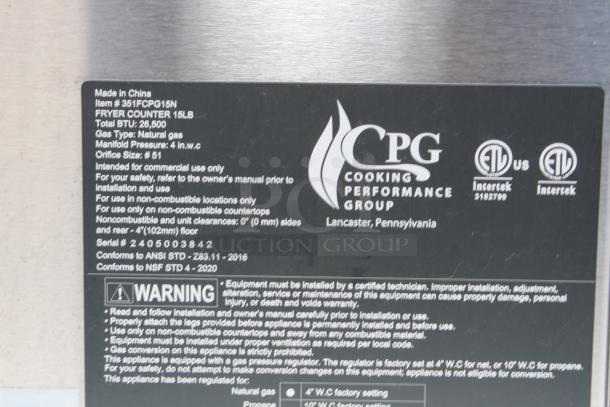 Made in China
Item # 351FCPG15N
FRYER COUNTER 15LB
Total BTU: 26,500
Gas Type: Natural gas
Manifold Pressure: 4 in.w.c
Orifice Size: # 51
Intended for commercial use only
For your safety, refer to the owner's manual prior to
installation and use
For use in non-combustible locations only
For use only on non-combustible countertops
Noncombustible and unit clearances: 0" (0 mm) sides
and rear - 4"(102mm) floor
Serial # 2405003842
Conforms to ANSI STD - Z83.11 - 2016
Conforms to NSF STD 4 - 2020
CPG
COOKING
PERFORMANCE
GROUP
Lancaster, Pennsylvania
ETL US
Intertek
3182799
ETL
Intertek
AUCTION GROUP
WARNING
• Equipment must be installed by a certified technician. Improper installation, adjustment,
alteration, service or maintenance of this equipment can cause property damage, personal
injury, or death and voids warranty.
• Read and follow installation and owner's manual carefully prior to installation or use.
• Properly attach the legs provided before appliance is permanently installed and before use.
• Use only on non-combustible countertops and away from any combustible material.
• Equipment must be installed under proper ventilation as required per local code.
• Gas conversion on this appliance is strictly prohibited.
This appliance is equipped with a gas pressure regulator. The regulator is factory set at 4" W.C for nat, or 10" W.C for propane.
For your safety, do not attempt to make conversion changes on this equipment; appliance is not eligible for conversion.
This appliance has been regulated for:
Natural gas 4" W.C factory setting
Propane 10" W.C factory setting